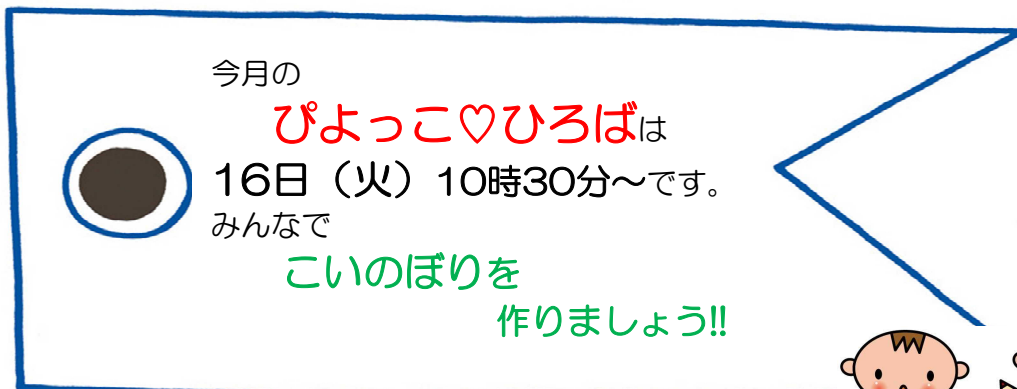 今月の
ぴよっこ♡ひろばは
16日（火）10時30分～です。
みんなで
こいのぼりを
作りましょう!!